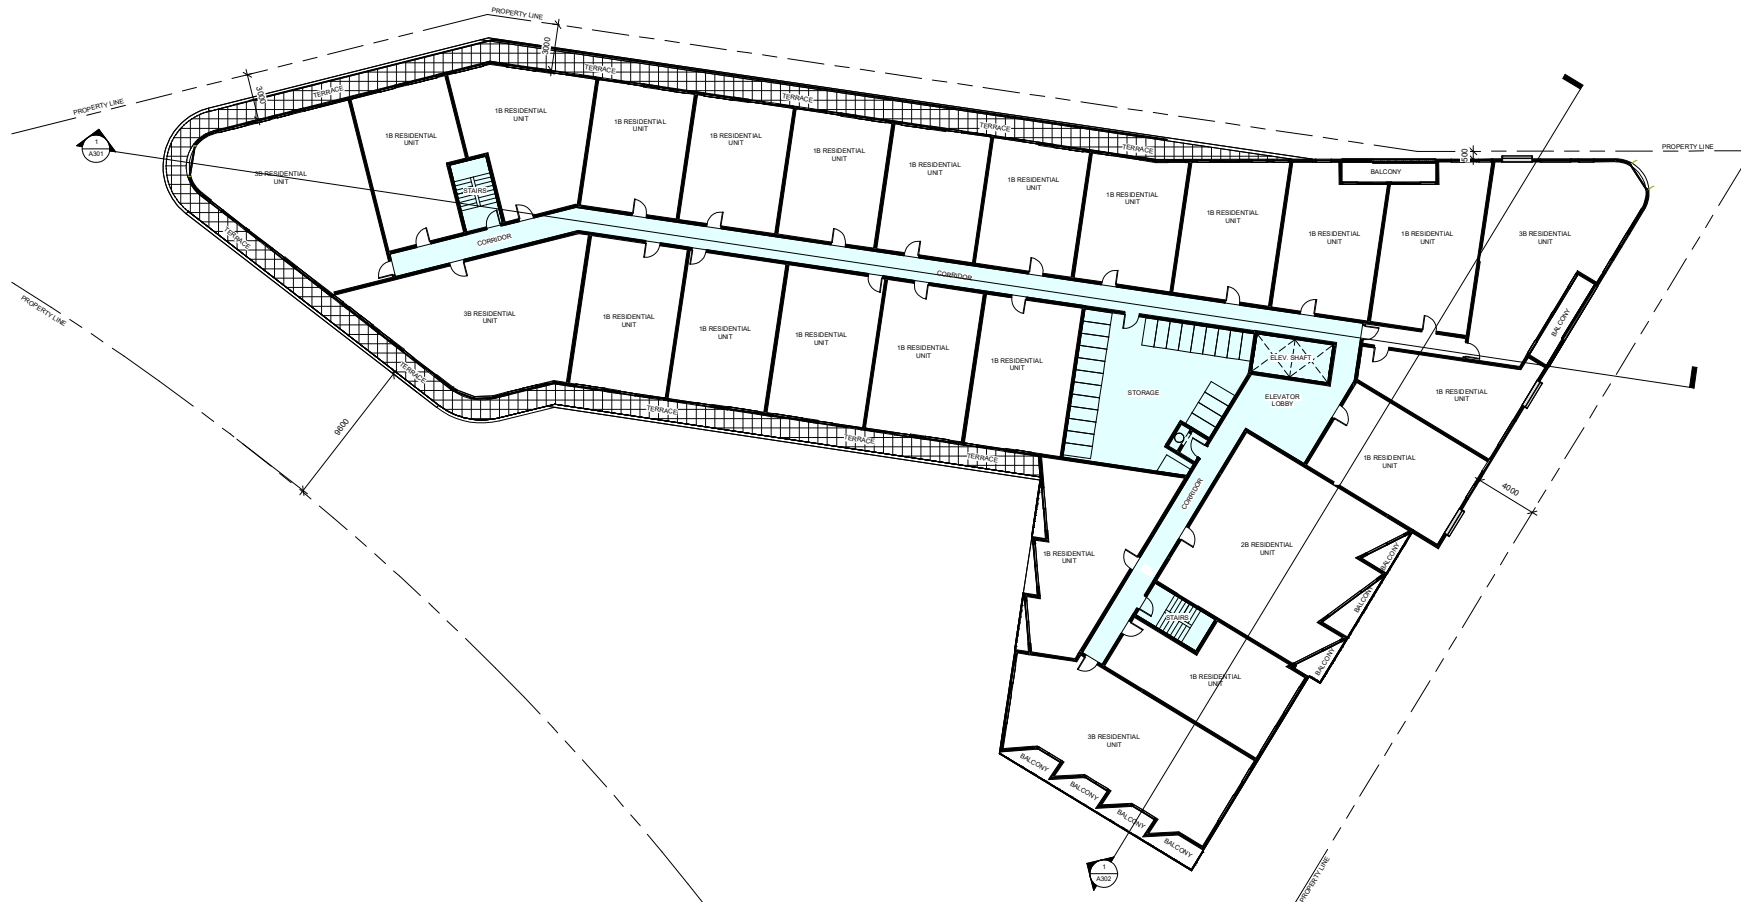 PROPERTY LINE
3000
TERRACE
3000
TERRACE
PROPERTY LINE
1
A301
TERRACE
TERRACE
TERRACE
500
PROPERTY LINE
1B RESIDENTIAL
UNIT
1B RESIDENTIAL
UNIT
1B RESIDENTIAL
UNIT
1B RESIDENTIAL
UNIT
1B RESIDENTIAL
UNIT
1B RESIDENTIAL
UNIT
1B RESIDENTIAL
UNIT
1B RESIDENTIAL
UNIT
1B RESIDENTIAL
UNIT
1B RESIDENTIAL
UNIT
1B RESIDENTIAL
UNIT
BALCONY
3B RESIDENTIAL
UNIT
3B RESIDENTIAL
UNIT
STAIRS
CORRIDOR
TERRACE
CORRIDOR
BALCONY
PROPERTY LINE
3B RESIDENTIAL
UNIT
1B RESIDENTIAL
UNIT
1B RESIDENTIAL
UNIT
1B RESIDENTIAL
UNIT
1B RESIDENTIAL
UNIT
1B RESIDENTIAL
UNIT
ELEV. SHAFT
STORAGE
ELEVATOR
LOBBY
1B RESIDENTIAL
UNIT
TERRACE
9600
TERRACE
TERRACE
TERRACE
1B RESIDENTIAL
UNIT
4000
CORRIDOR
1B RESIDENTIAL
UNIT
2B RESIDENTIAL
UNIT
BALCONY
BALCONY
STAIRS
BALCONY
1B RESIDENTIAL
UNIT
3B RESIDENTIAL
UNIT
BALCONY
BALCONY
BALCONY
BALCONY
1
A302
PROPERTY LINE